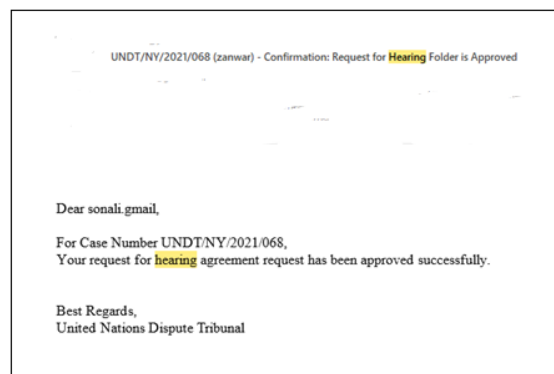 UNDT/NY/2021/068 (zanwar) - Confirmation: Request for Hearing Folder is Approved
Dear sonali.gmail,
For Case Number UNDT/NY/2021/068,
Your request for hearing agreement request has been approved successfully.
Best Regards,
United Nations Dispute Tribunal